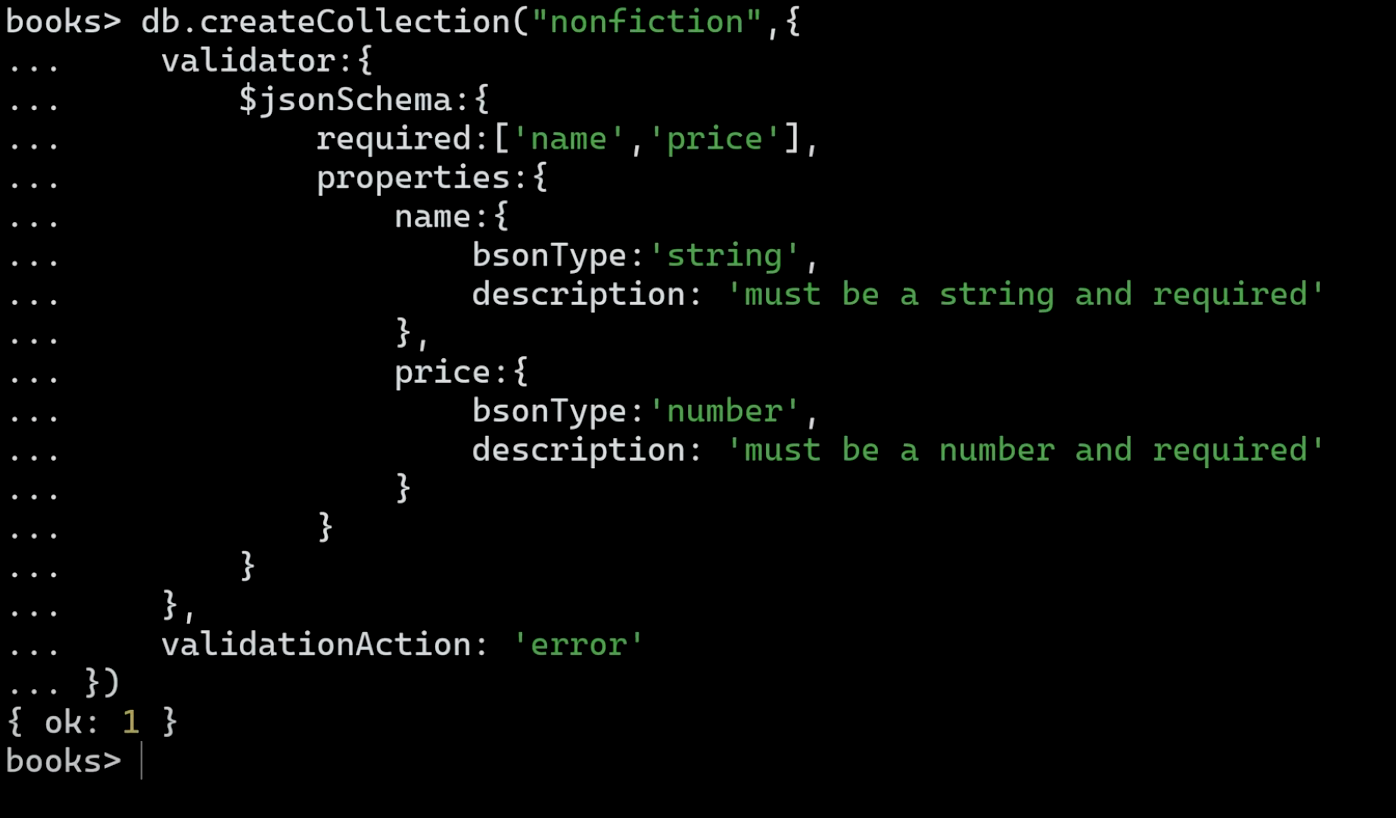 books> db.createCollection("nonfiction",{
...     validator:{
...         $jsonSchema:{
...             required:['name','price'],
...             properties:{
...                 name:{
...                     bsonType:'string',
...                     description: 'must be a string and required'
...                 },
...                 price:{
...                     bsonType:'number',
...                     description: 'must be a number and required'
...                 }
...             }
...         }
...     },
...     validationAction: 'error'
... })
{ ok: 1 }
books>